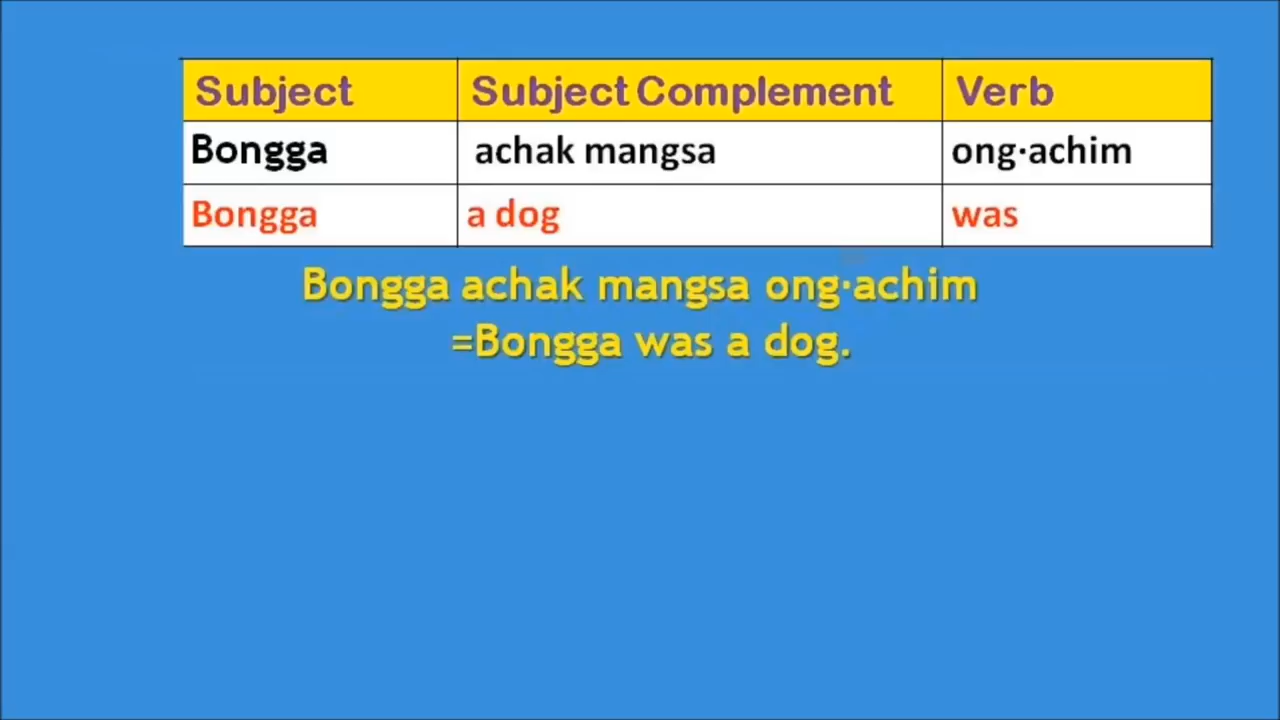 Subject Subject Complement Verb
Bongga achak mangsa ong·achim
Bongga a dog was
Bongga achak mangsa ong·achim
=Bongga was a dog.